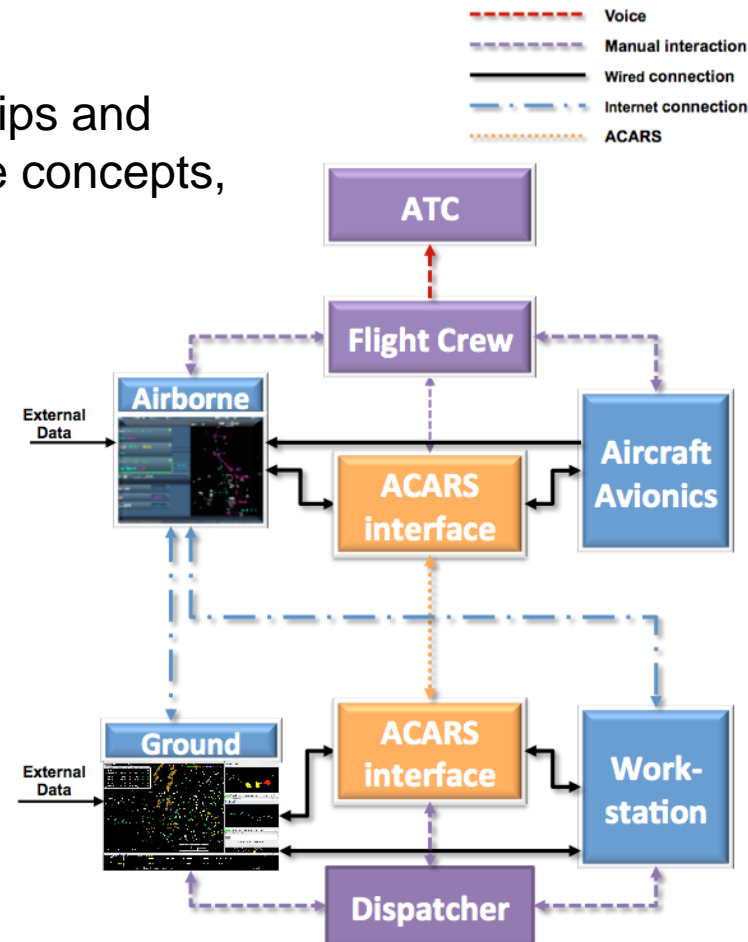 Voice
Manual interaction
Wired connection
Internet connection
ACARS
ips and
e concepts,
ATC
Flight Crew
Airborne
External
Data
Aircraft
Avionics
ACARS
interface
ACARS
interface
Ground
External
Data
Work-
station
Dispatcher